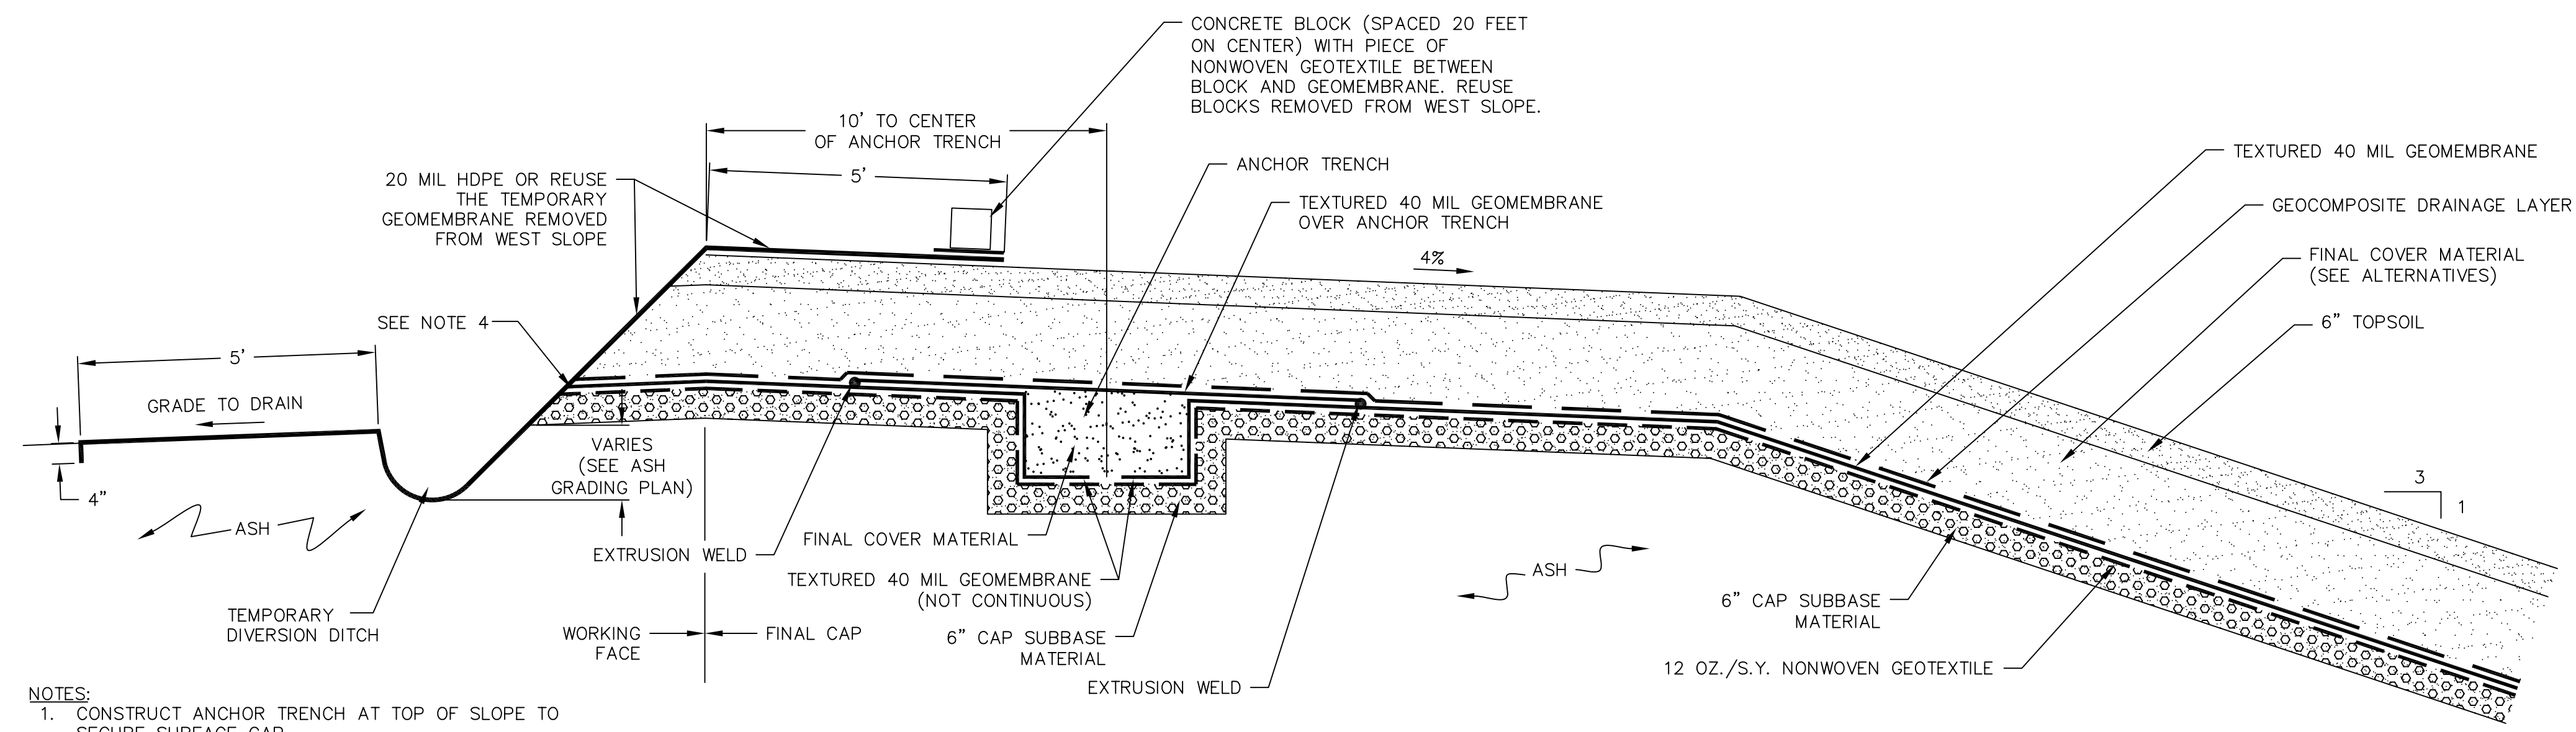 CONCRETE BLOCK (SPACED 20 FEET
ON CENTER) WITH PIECE OF
NONWOVEN GEOTEXTILE BETWEEN
BLOCK AND GEOMEMBRANE. REUSE
BLOCKS REMOVED FROM WEST SLOPE.
10' TO CENTER
OF ANCHOR TRENCH
5'
20 MIL HDPE OR REUSE
THE TEMPORARY
GEOMEMBRANE REMOVED
FROM WEST SLOPE
ANCHOR TRENCH
TEXTURED 40 MIL GEOMEMBRANE
OVER ANCHOR TRENCH
TEXTURED 40 MIL GEOMEMBRANE
GEOCOMPOSITE DRAINAGE LAYER
FINAL COVER MATERIAL
(SEE ALTERNATIVES)
6" TOPSOIL
4%
SEE NOTE 4
5'
GRADE TO DRAIN
4"
ASH
VARIES
(SEE ASH
GRADING PLAN)
3
1
EXTRUSION WELD
FINAL COVER MATERIAL
TEXTURED 40 MIL GEOMEMBRANE
(NOT CONTINUOUS)
ASH
TEMPORARY
DIVERSION DITCH
WORKING
FACE
FINAL CAP
6" CAP SUBBASE
MATERIAL
EXTRUSION WELD
6" CAP SUBBASE
MATERIAL
12 OZ./S.Y. NONWOVEN GEOTEXTILE
NOTES:
1. CONSTRUCT ANCHOR TRENCH AT TOP OF SLOPE TO
SECURE SURFACE CAP